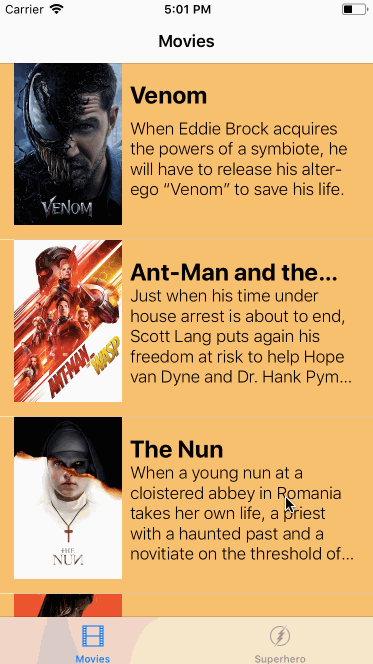 Carrier 5:01 PM
Movies
Venom
When Eddie Brock acquires
the powers of a symbiote, he
will have to release his alter-
ego “Venom” to save his life.
VENOM
Ant-Man and the...
Just when his time under
house arrest is about to end,
Scott Lang puts again his
freedom at risk to help Hope
van Dyne and Dr. Hank Pym...
ANT-MAN
AND THE
WASP
The Nun
When a young nun at a
cloistered abbey in Romania
takes her own life, a priest
with a haunted past and a
novitiate on the threshold of...
THE
NUN
Movies
Superhero